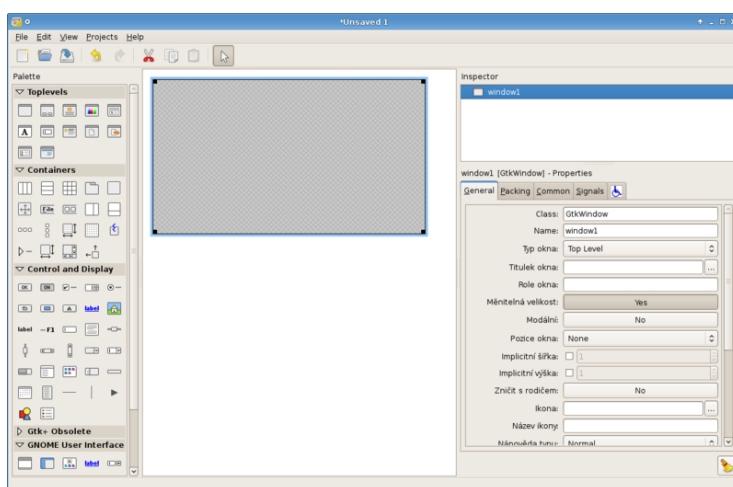 *Unsaved 1
File Edit View Projects Help
Palette
Toplevels
Containers
Control and Display
label
label
Gtk+ Obsolete
GNOME User Interface
label
Inspector
window1
window1 [GtkWindow] - Properties
General Packing Common Signals
Class: GtkWindow
Name: window1
Typ okna: Top Level
Titulek okna: ...
Role okna:
Měnitelná velikost: Yes
Modální: No
Pozice okna: None
Implicitní šířka: 1
Implicitní výška: 1
Zničit s rodičem: No
Ikona: ...
Název ikony:
Nápověda typu: Normal